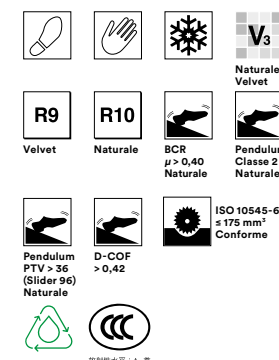 V3
Naturale
Velvet
R9
R10
Velvet
Naturale
BCR
μ > 0,40
Naturale
Pendulum
Classe 2
Naturale
Pendulum
PTV > 36
(Slider 96)
Naturale
D-COF
> 0,42
ISO 10545-6
≤ 175 mm³
Conforme
CCC